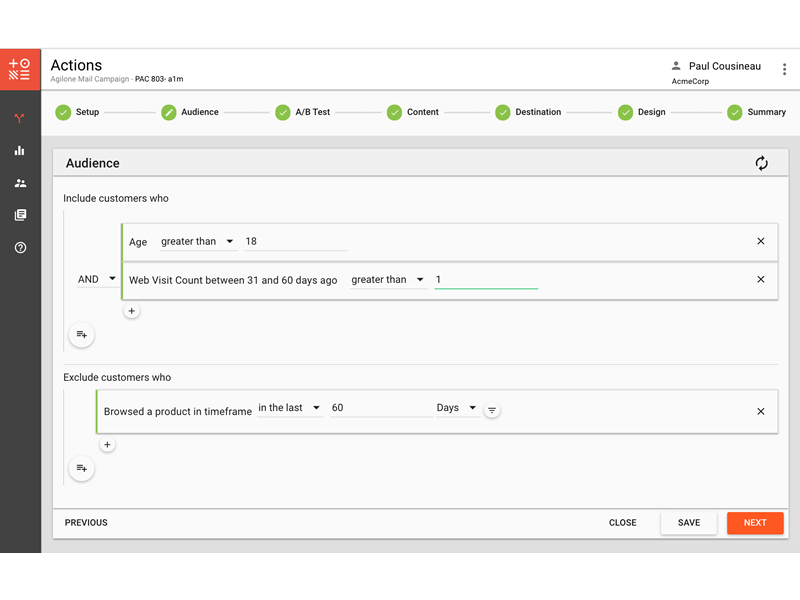 Actions
Agilone Mail Campaign - PAC 803- a1m
Paul Cousineau
AcmeCorp
Setup
Audience
A/B Test
Content
Destination
Design
Summary
Audience
Include customers who
Age greater than 18
AND
Web Visit Count between 31 and 60 days ago greater than 1
Exclude customers who
Browsed a product in timeframe in the last 60 Days
PREVIOUS
CLOSE
SAVE
NEXT